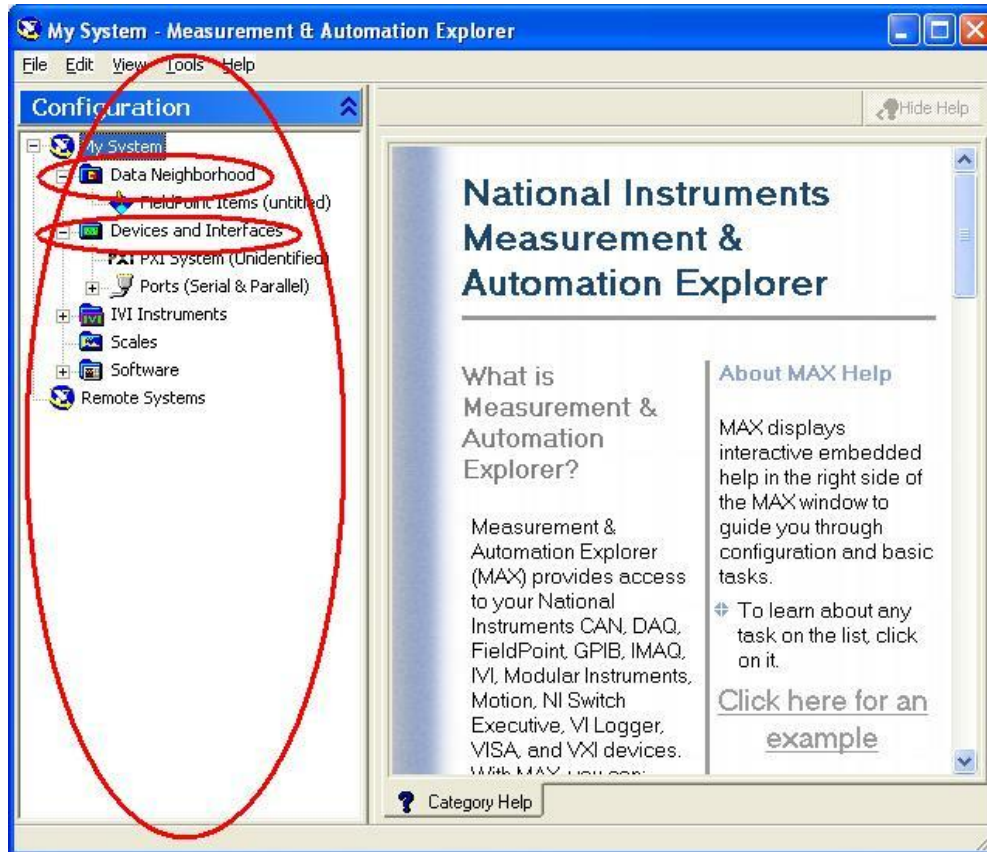 My System - Measurement & Automation Explorer
File Edit View Tools Help
Configuration
Hide Help
My System
Data Neighborhood
FieldPoint Items (untitled)
Devices and Interfaces
PXI PXI System (Unidentified)
Ports (Serial & Parallel)
IVI IVI Instruments
Scales
Software
Remote Systems
National Instruments
Measurement &
Automation Explorer
What is
Measurement &
Automation
Explorer?
Measurement &
Automation Explorer
(MAX) provides access
to your National
Instruments CAN, DAQ,
FieldPoint, GPIB, IMAQ,
IVI, Modular Instruments,
Motion, NI Switch
Executive, VI Logger,
VISA, and VXI devices.
With MAX, you can:
About MAX Help
MAX displays
interactive embedded
help in the right side of
the MAX window to
guide you through
configuration and basic
tasks.
To learn about any
task on the list, click
on it.
Click here for an
example
? Category Help